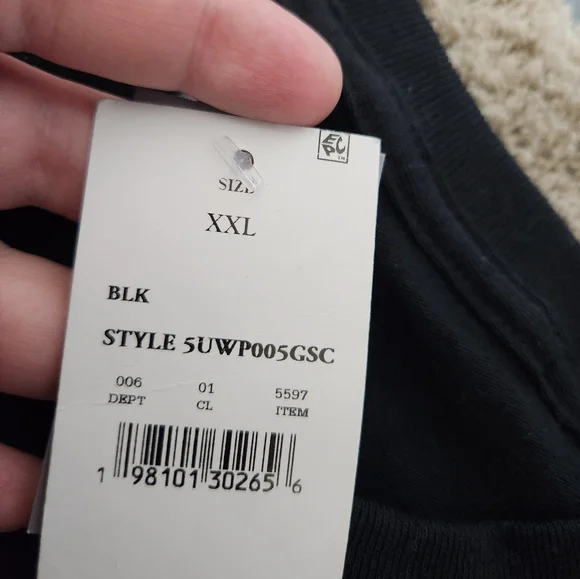 SIZE
XXL
BLK
STYLE 5UWP005GSC
006 01 5597
DEPT CL ITEM
1 98101 30265 6